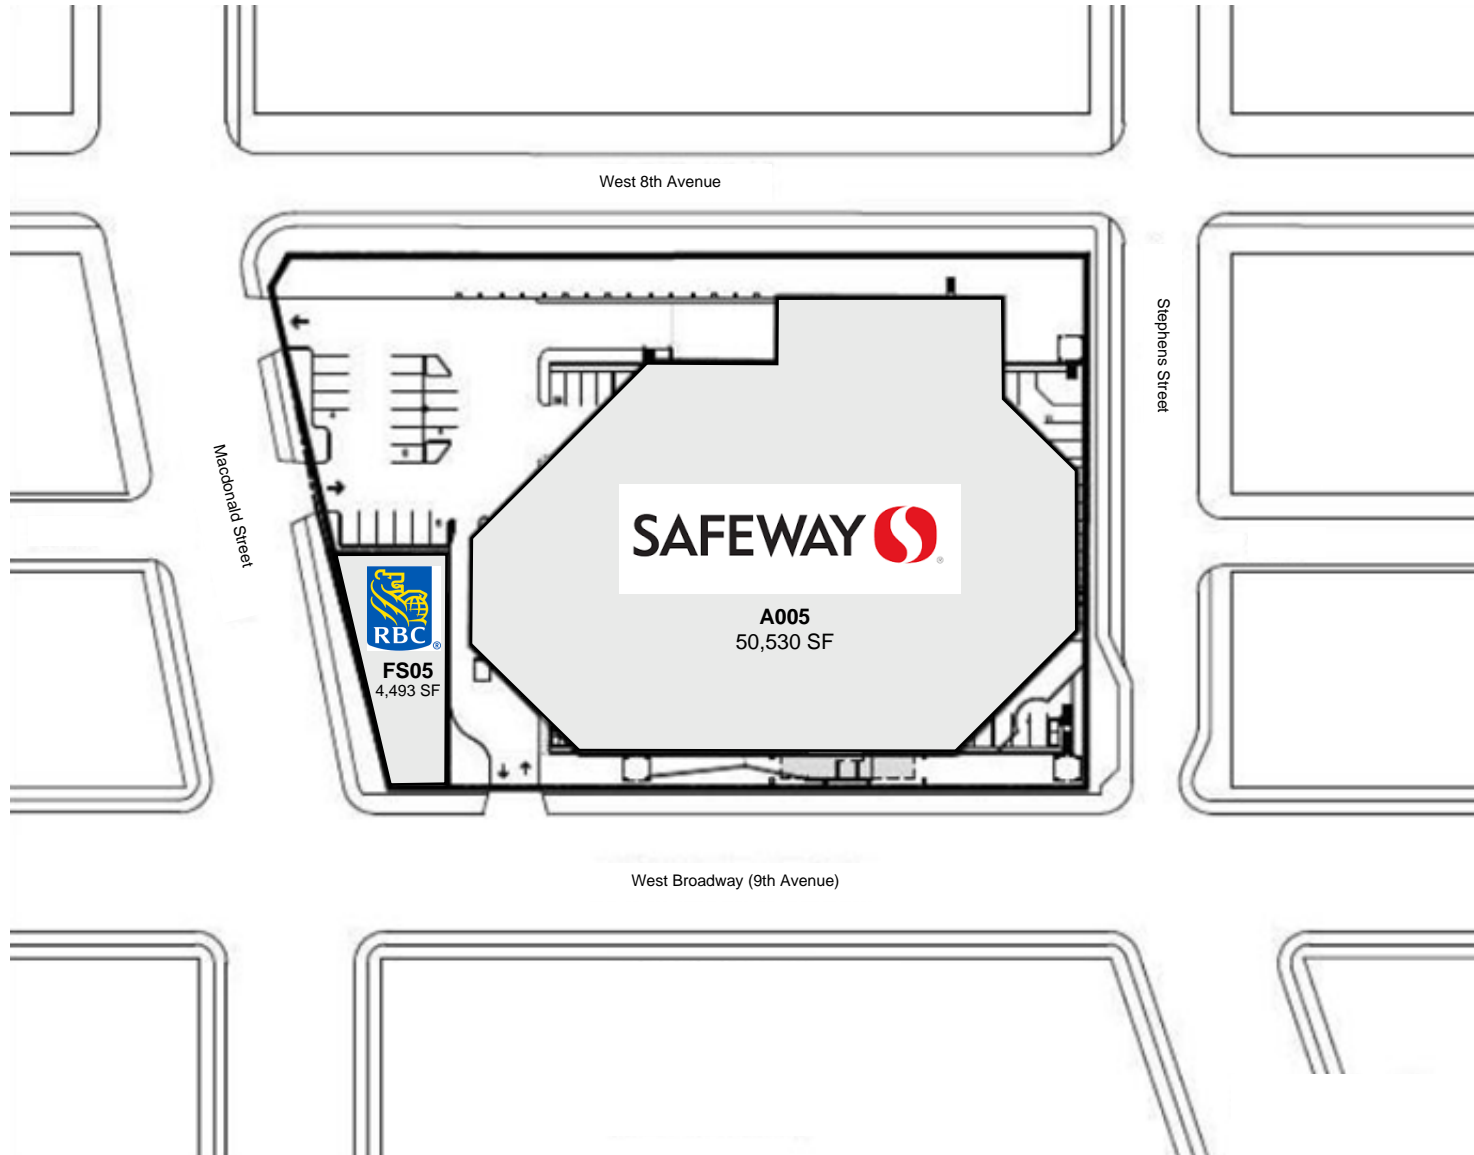 West 8th Avenue
Stephens Street
Macdonald Street
SAFEWAY
®
A005
50,530 SF
RBC
®
FS05
4,493 SF
West Broadway (9th Avenue)